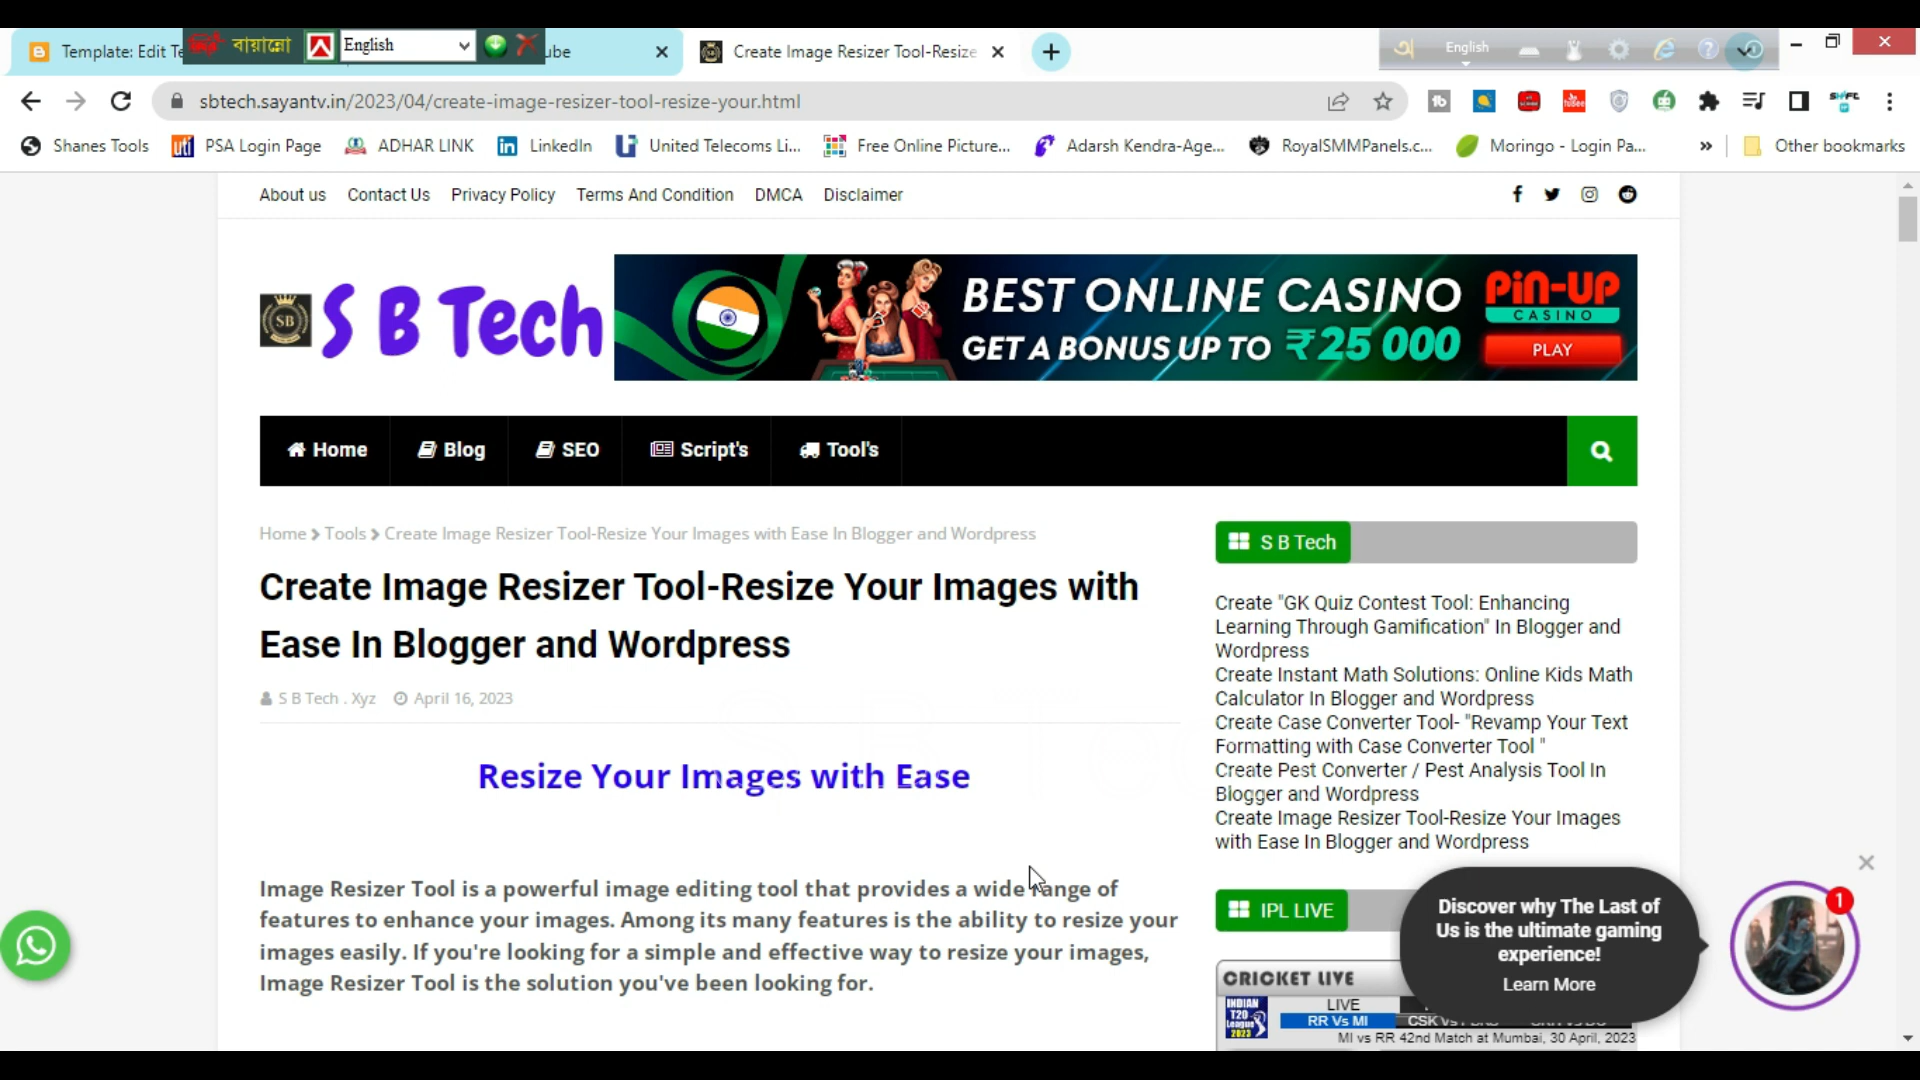 Template: Edit Te
বায়ান্নো
English
ube
Create Image Resizer Tool-Resize
English
sbtech.sayantv.in/2023/04/create-image-resizer-tool-resize-your.html
Shanes Tools
uti
PSA Login Page
ADHAR LINK
in
LinkedIn
United Telecoms Li...
Free Online Picture...
Adarsh Kendra-Age...
RoyalSMMPanels.c...
Moringo - Login Pa...
»
Other bookmarks
About us
Contact Us
Privacy Policy
Terms And Condition
DMCA
Disclaimer
SB
S B Tech
BEST ONLINE CASINO
GET A BONUS UP TO ₹25 000
PiN-UP
CASINO
PLAY
Home
Blog
SEO
Script's
Tool's
Home > Tools > Create Image Resizer Tool-Resize Your Images with Ease In Blogger and Wordpress
Create Image Resizer Tool-Resize Your Images with
Ease In Blogger and Wordpress
S B Tech . Xyz
April 16, 2023
Resize Your Images with Ease
Image Resizer Tool is a powerful image editing tool that provides a wide range of
features to enhance your images. Among its many features is the ability to resize your
images easily. If you're looking for a simple and effective way to resize your images,
Image Resizer Tool is the solution you've been looking for.
S B Tech
Create "GK Quiz Contest Tool: Enhancing
Learning Through Gamification" In Blogger and
Wordpress
Create Instant Math Solutions: Online Kids Math
Calculator In Blogger and Wordpress
Create Case Converter Tool- "Revamp Your Text
Formatting with Case Converter Tool "
Create Pest Converter / Pest Analysis Tool In
Blogger and Wordpress
Create Image Resizer Tool-Resize Your Images
with Ease In Blogger and Wordpress
IPL LIVE
CRICKET LIVE
INDIAN
T20
League
2023
LIVE
RR Vs MI
MI vs RR 42nd Match at Mumbai, 30 April, 2023
Discover why The Last of
Us is the ultimate gaming
experience!
Learn More
1